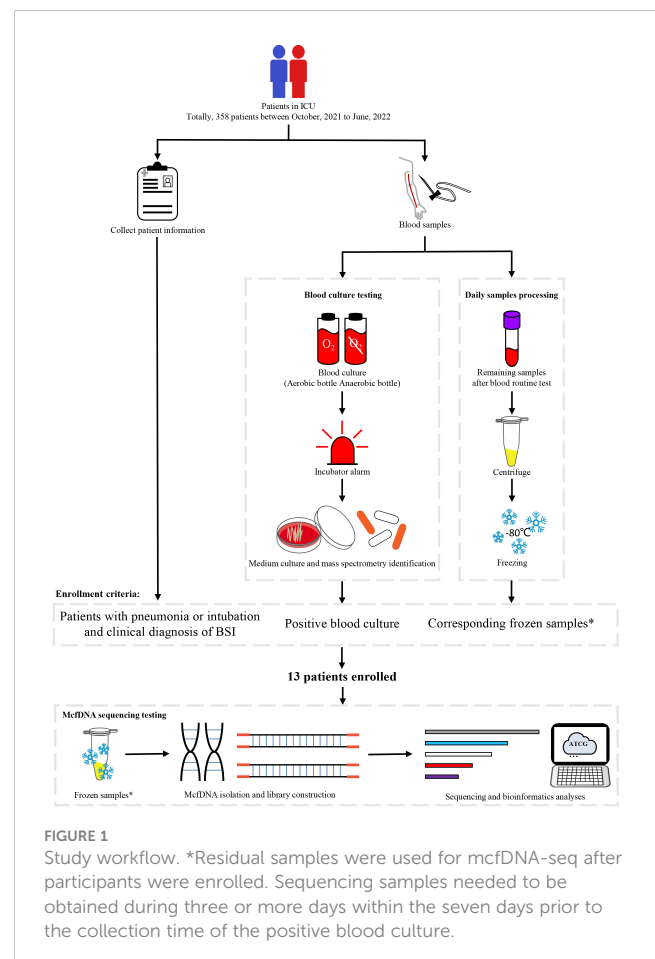 Patients in ICU
Totally, 358 patients between October, 2021 to June, 2022
Collect patient information
Blood samples
Blood culture testing
O2
O2
Blood culture
(Aerobic bottle Anaerobic bottle)
Incubator alarm
Medium culture and mass spectrometry identification
Daily samples processing
Remaining samples
after blood routine test
Centrifuge
-80℃
Freezing
Enrollment criteria:
Patients with pneumonia or intubation
and clinical diagnosis of BSI
Positive blood culture
Corresponding frozen samples*
13 patients enrolled
McfDNA sequencing testing
Frozen samples*
McfDNA isolation and library construction
ATCG
...
Sequencing and bioinformatics analyses
FIGURE 1
Study workflow. *Residual samples were used for mcfDNA-seq after
participants were enrolled. Sequencing samples needed to be
obtained during three or more days within the seven days prior to
the collection time of the positive blood culture.